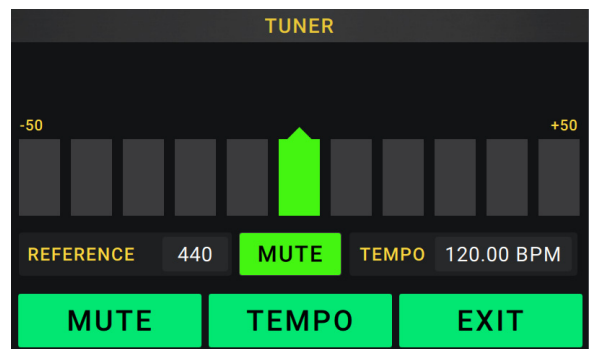 TUNER
-50 +50
REFERENCE 440 MUTE TEMPO 120.00 BPM
MUTE TEMPO EXIT